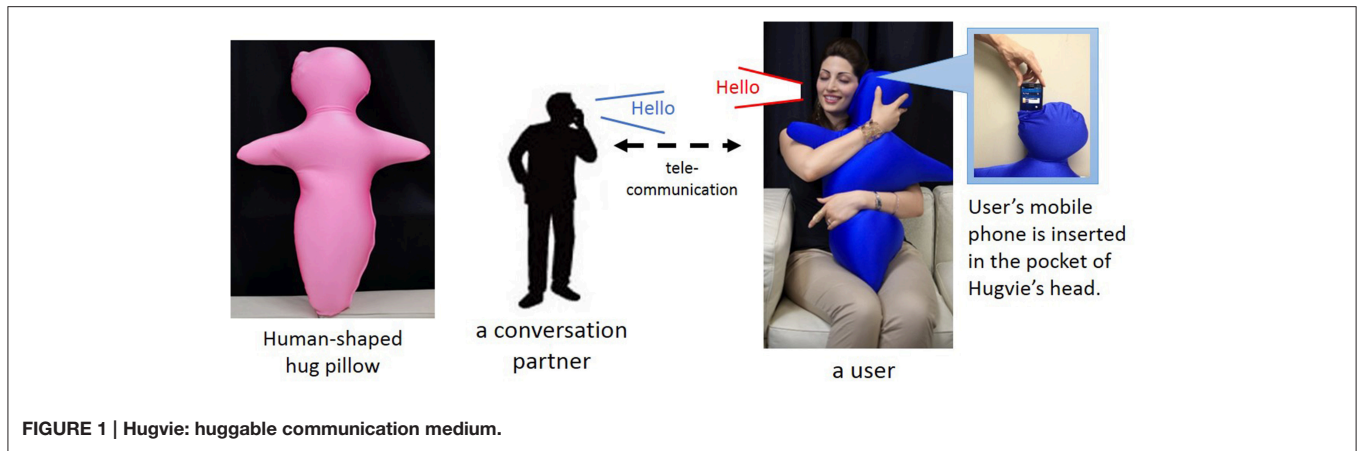 Human-shaped
hug pillow
Hello
tele-
communication
a conversation
partner
Hello
a user
User's mobile
phone is inserted
in the pocket of
Hugvie's head.
FIGURE 1 | Hugvie: huggable communication medium.